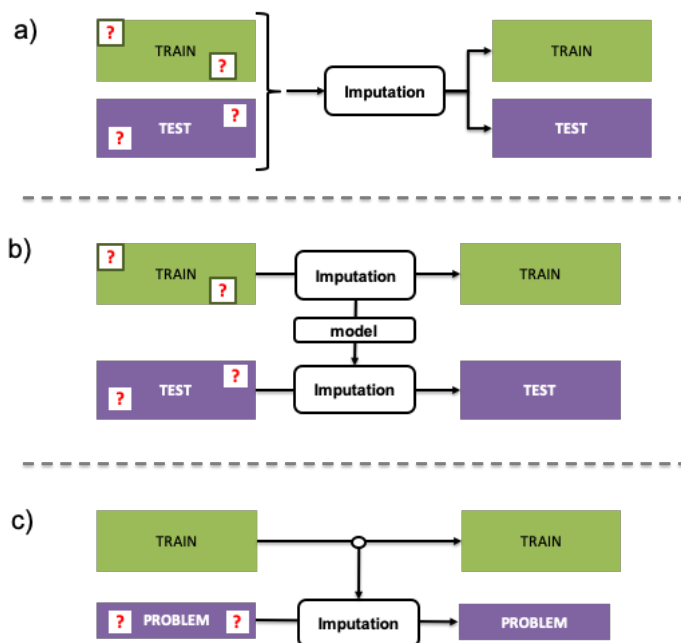 a)
?
TRAIN
?
Imputation
TRAIN
?
TEST
?
TEST
b)
?
TRAIN
?
Imputation
TRAIN
model
?
TEST
?
Imputation
TEST
c)
TRAIN
TRAIN
? PROBLEM ?
Imputation
PROBLEM